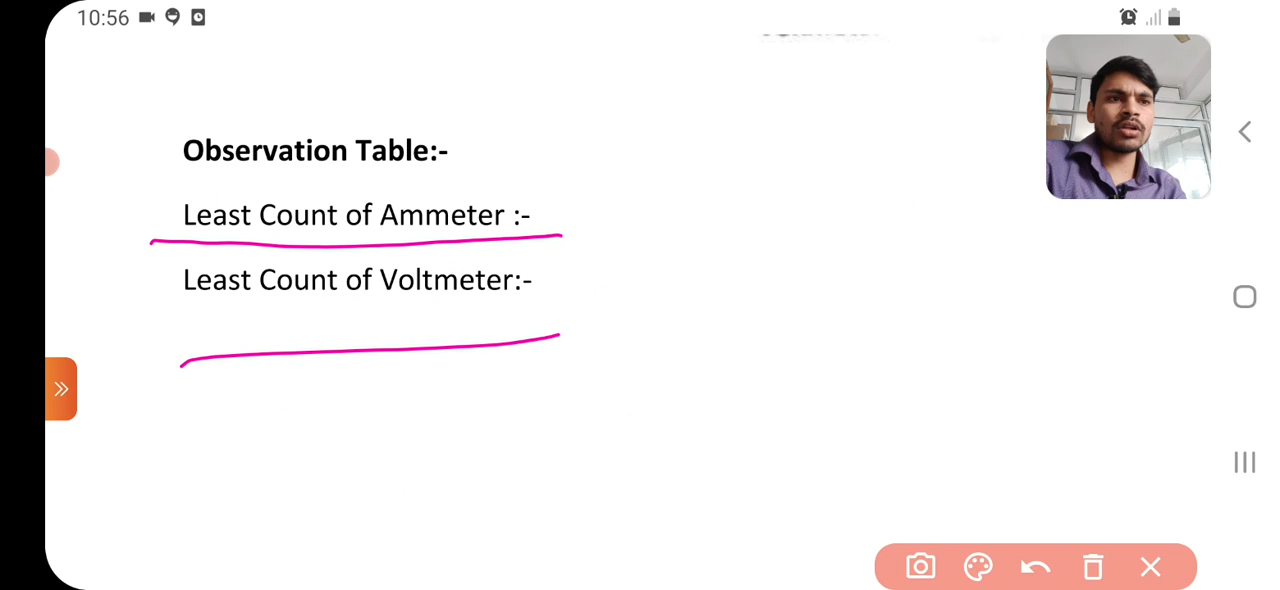 10:56
Observation Table:-
Least Count of Ammeter :-
Least Count of Voltmeter:-